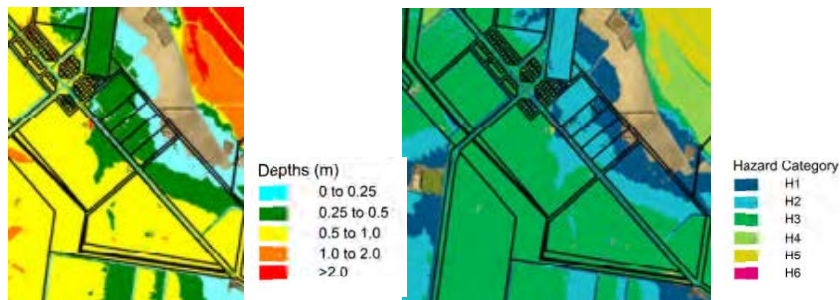 Depths (m)
0 to 0.25
0.25 to 0.5
0.5 to 1.0
1.0 to 2.0
>2.0
Hazard Category
H1
H2
H3
H4
H5
H6